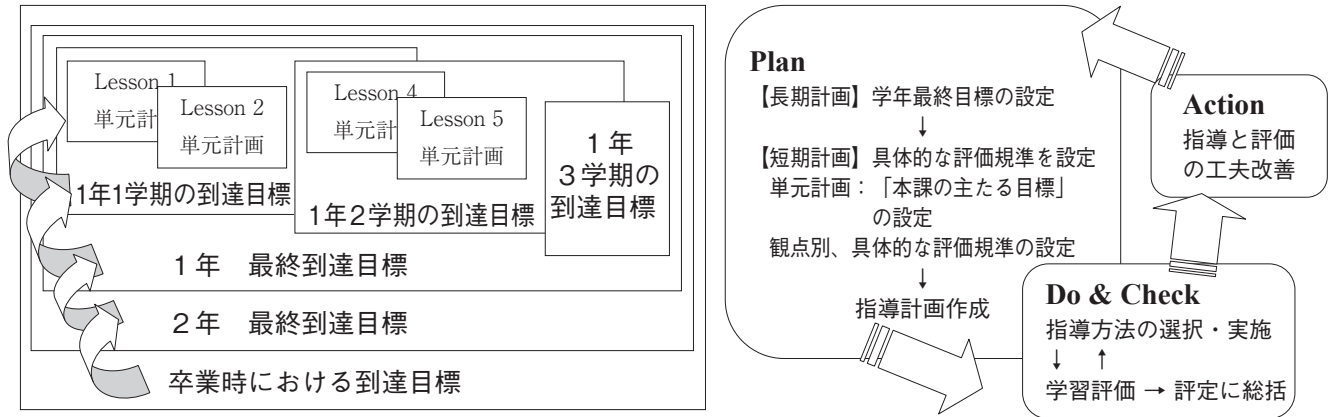 Lesson 1
単元計
Lesson 2
単元計画
1年1学期の到達目標
Lesson 4
単元計
Lesson 5
単元計画
1年2学期の到達目標
1年
3学期の
到達目標
1年 最終到達目標
2年 最終到達目標
卒業時における到達目標
Plan
【長期計画】学年最終目標の設定
↓
【短期計画】具体的な評価規準を設定
単元計画：「本課の主たる目標」
の設定
観点別、具体的な評価規準の設定
↓
指導計画作成
Action
指導と評価
の工夫改善
Do & Check
指導方法の選択・実施
↓ ↑
学習評価 → 評定に総括